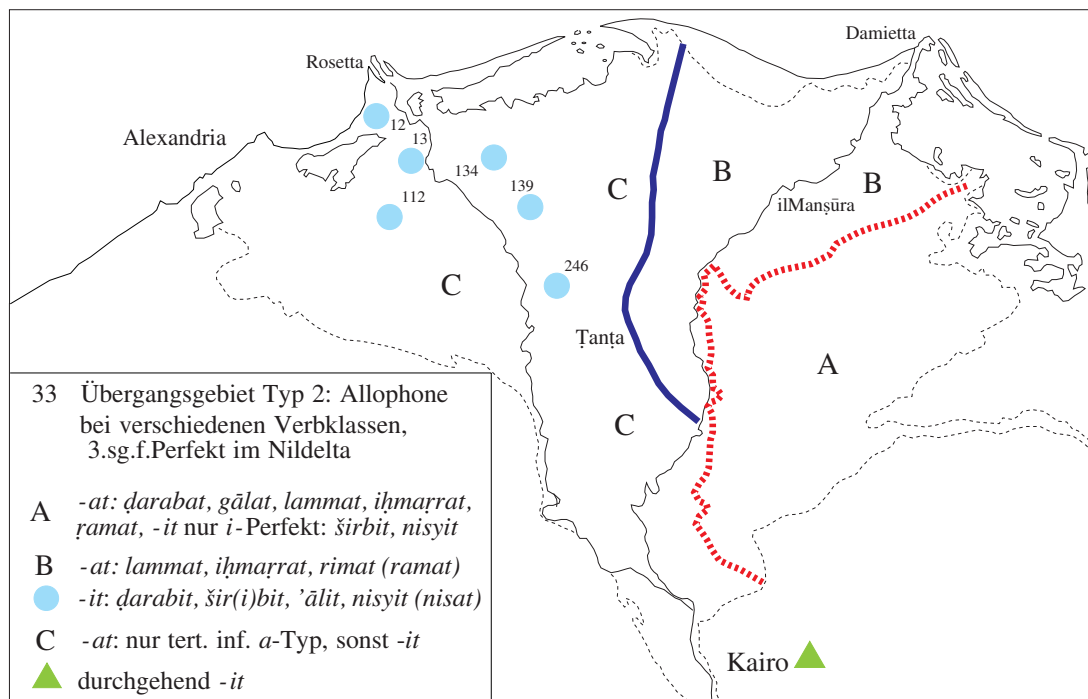 Damietta
Rosetta
Alexandria
12
13
134
139
112
C
B
B
ilManṣūra
246
C
Ṭanṭa
A
C
Kairo
33 Übergangsgebiet Typ 2: Allophone
bei verschiedenen Verbklassen,
3.sg.f.Perfekt im Nildelta
A -at: ḍarabat, gālat, lammat, iḥmaṛrat,
ṛamat, -it nur i-Perfekt: širbit, nisyit
B -at: lammat, iḥmaṛrat, rimat (ramat)
-it: ḍarabit, šir(i)bit, ’ālit, nisyit (nisat)
C -at: nur tert. inf. a-Typ, sonst -it
durchgehend -it